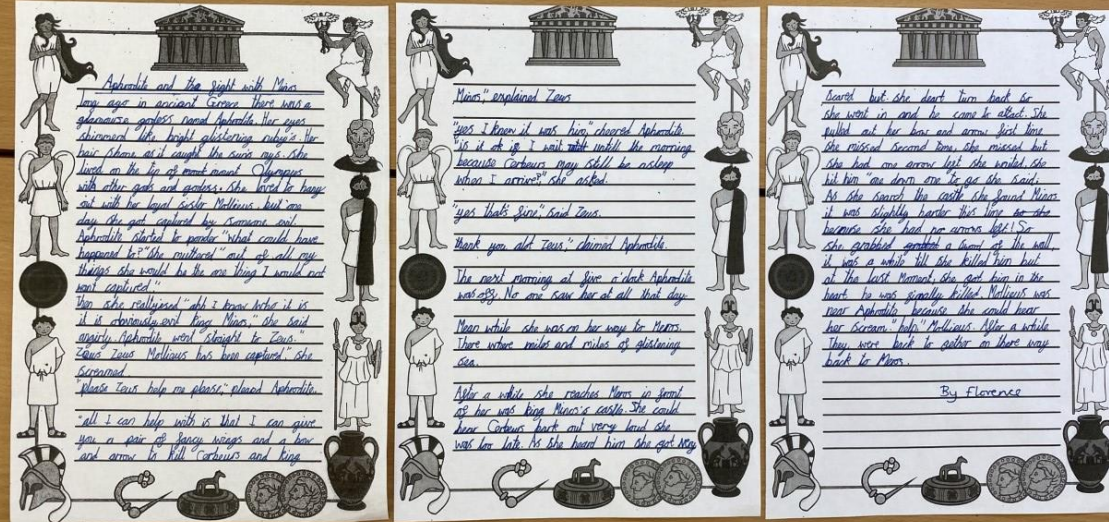 Aphrodite and the fight with Minos
long ago in ancient Greece there was a
glamourse godess named Aphrodite. Her eyes
shimmerd like bright glistening ruby's. Her
hair shone as it caught the suns rays. she
lived on the tip of mount Olympus
with other gods and godess. she loved to hang
out with her loyal sister Mollieus but one
day she got captured by someone evil
Aphrodite started to ponder "what could have
happened to?" she muttered "out of all my
things she would be the one thing I would not
want captured."
Then she realiysed "ah! I know who it is
it is obviously evil king Minos," she said
angirly. Aphrodite went straight to Zeus.
Zeus Zeus Mollieus has been captured" she
screamed.
"please Zeus help me please," pleaed Aphrodite.
"all I can help with is that I can give
you a pair of fancy wings and a bow
and arrow to kill Corbeurs and king
Minos," explained Zeus
"yes I knew it was him," cheered Aphrodite.
"is it ok if I wait untill the morning
because Corbeurs may still be asleep
when I arrive?" she asked.
"yes that's fine," said Zeus.
thank you alot Zeus," claimed Aphrodite.
The next morning at five o'clock Aphrodite
was off. No one saw her at all that day.
Mean while she was on her way to Meros.
There where miles and miles of glistening
sea.
After a while she reaches Meros in front
of her was king Minos's castle. She could
hear Corbeurs bark out very loud she
was too late. As she heard him she got very
scared but she dear't turn back so
she went in and he came to attact. She
pulled out her bow and arrow first time
she missed second time, she missed but
she had one arrow left she waited, she
hit him "one down one to go she said.
As she search the castle she found Minos
it was slightly harder this time
because she had no arrows left! So
she grabbed a sword of the wall,
it was a while till she killed him but
at the last moment, she got him in the
heart he was finally killed. Mollieus was
near Aphrodite because she could hear
her scream "help" Mollieus. After a while
They were back to gether on there way
back to Meros.
By Florence